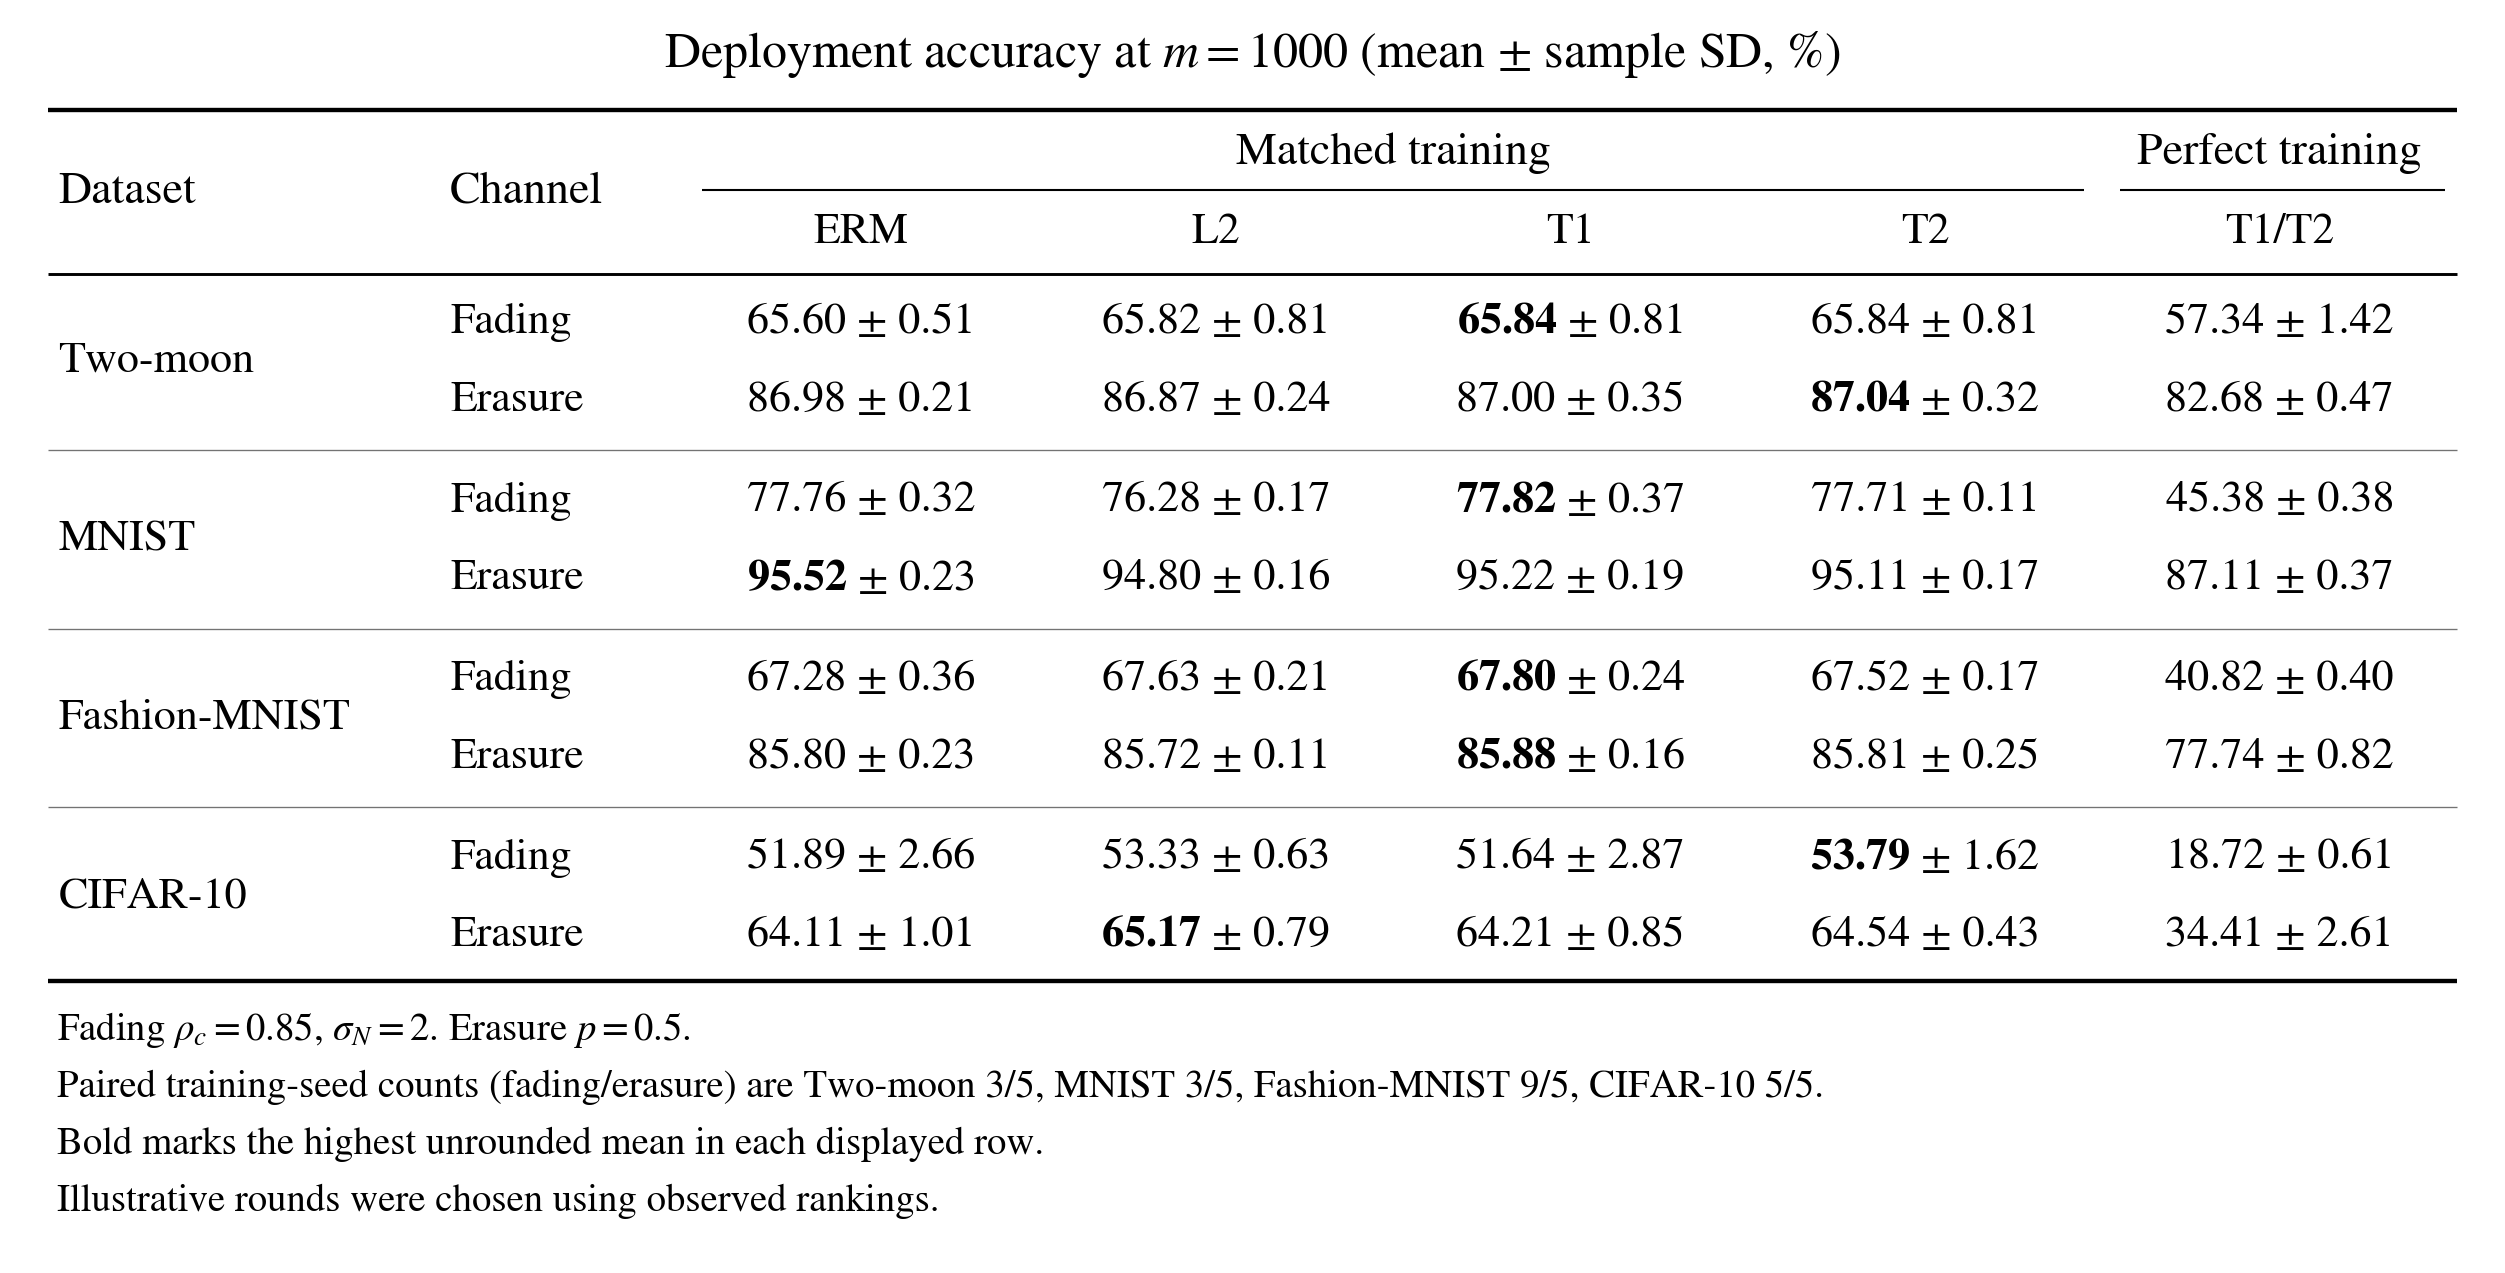 Deployment accuracy at m = 1000 (mean ± sample SD, %)
Dataset Channel Matched training Perfect training
ERM L2 T1 T2 T1/T2
Two-moon Fading 65.60 ± 0.51 65.82 ± 0.81 65.84 ± 0.81 65.84 ± 0.81 57.34 ± 1.42
Erasure 86.98 ± 0.21 86.87 ± 0.24 87.00 ± 0.35 87.04 ± 0.32 82.68 ± 0.47
MNIST Fading 77.76 ± 0.32 76.28 ± 0.17 77.82 ± 0.37 77.71 ± 0.11 45.38 ± 0.38
Erasure 95.52 ± 0.23 94.80 ± 0.16 95.22 ± 0.19 95.11 ± 0.17 87.11 ± 0.37
Fashion-MNIST Fading 67.28 ± 0.36 67.63 ± 0.21 67.80 ± 0.24 67.52 ± 0.17 40.82 ± 0.40
Erasure 85.80 ± 0.23 85.72 ± 0.11 85.88 ± 0.16 85.81 ± 0.25 77.74 ± 0.82
CIFAR-10 Fading 51.89 ± 2.66 53.33 ± 0.63 51.64 ± 2.87 53.79 ± 1.62 18.72 ± 0.61
Erasure 64.11 ± 1.01 65.17 ± 0.79 64.21 ± 0.85 64.54 ± 0.43 34.41 ± 2.61
Fading ρc = 0.85, σN = 2. Erasure p = 0.5.
Paired training-seed counts (fading/erasure) are Two-moon 3/5, MNIST 3/5, Fashion-MNIST 9/5, CIFAR-10 5/5.
Bold marks the highest unrounded mean in each displayed row.
Illustrative rounds were chosen using observed rankings.